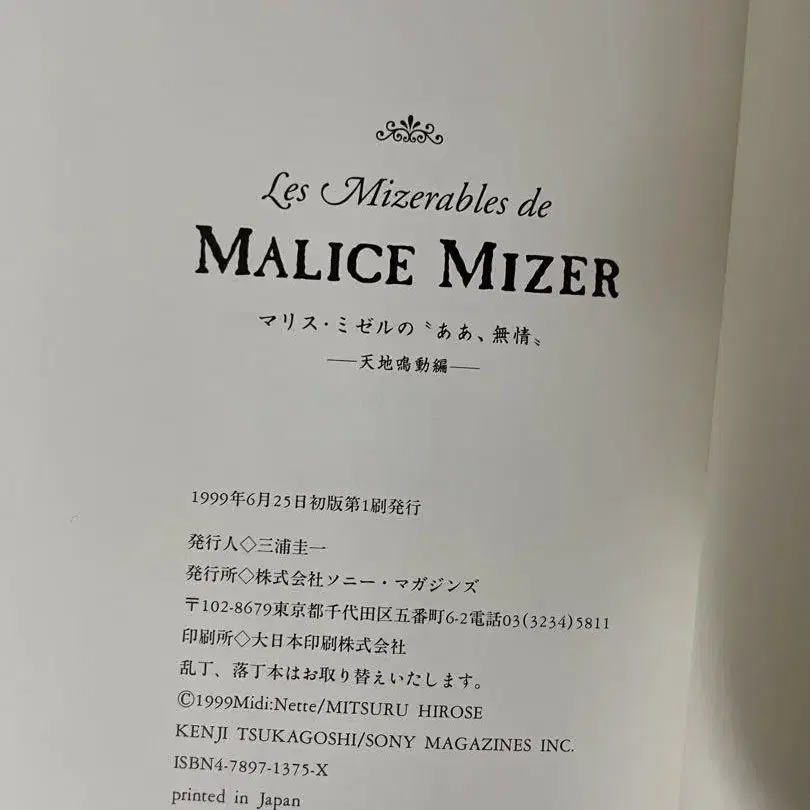 Les Mizerables de
MALICE MIZER
マリス・ミゼルの〝ああ、無情〟
──天地鳴動編──
1999年6月25日初版第1刷発行
発行人◇三浦圭一
発行所◇株式会社ソニー・マガジンズ
〒102-8679東京都千代田区五番町6-2電話03(3234)5811
印刷所◇大日本印刷株式会社
乱丁、落丁本はお取り替えいたします。
©1999Midi:Nette/MITSURU HIROSE
KENJI TSUKAGOSHI/SONY MAGAZINES INC.
ISBN4-7897-1375-X
printed in Japan